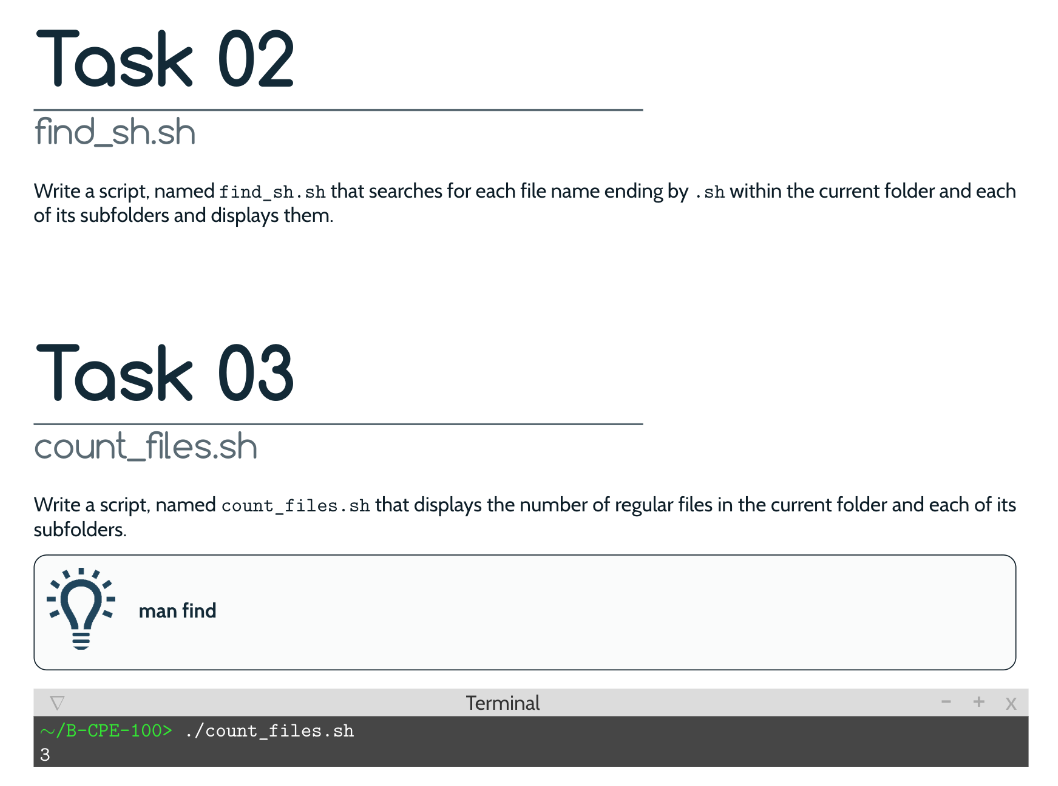 Task 02
find_sh.sh
Write a script, named find_sh.sh that searches for each file name ending by .sh within the current folder and each
of its subfolders and displays them.
Task 03
count_files.sh
Write a script, named count_files.sh that displays the number of regular files in the current folder and each of its
subfolders.
man find
▽ Terminal - + x
~/B-CPE-100> ./count_files.sh
3